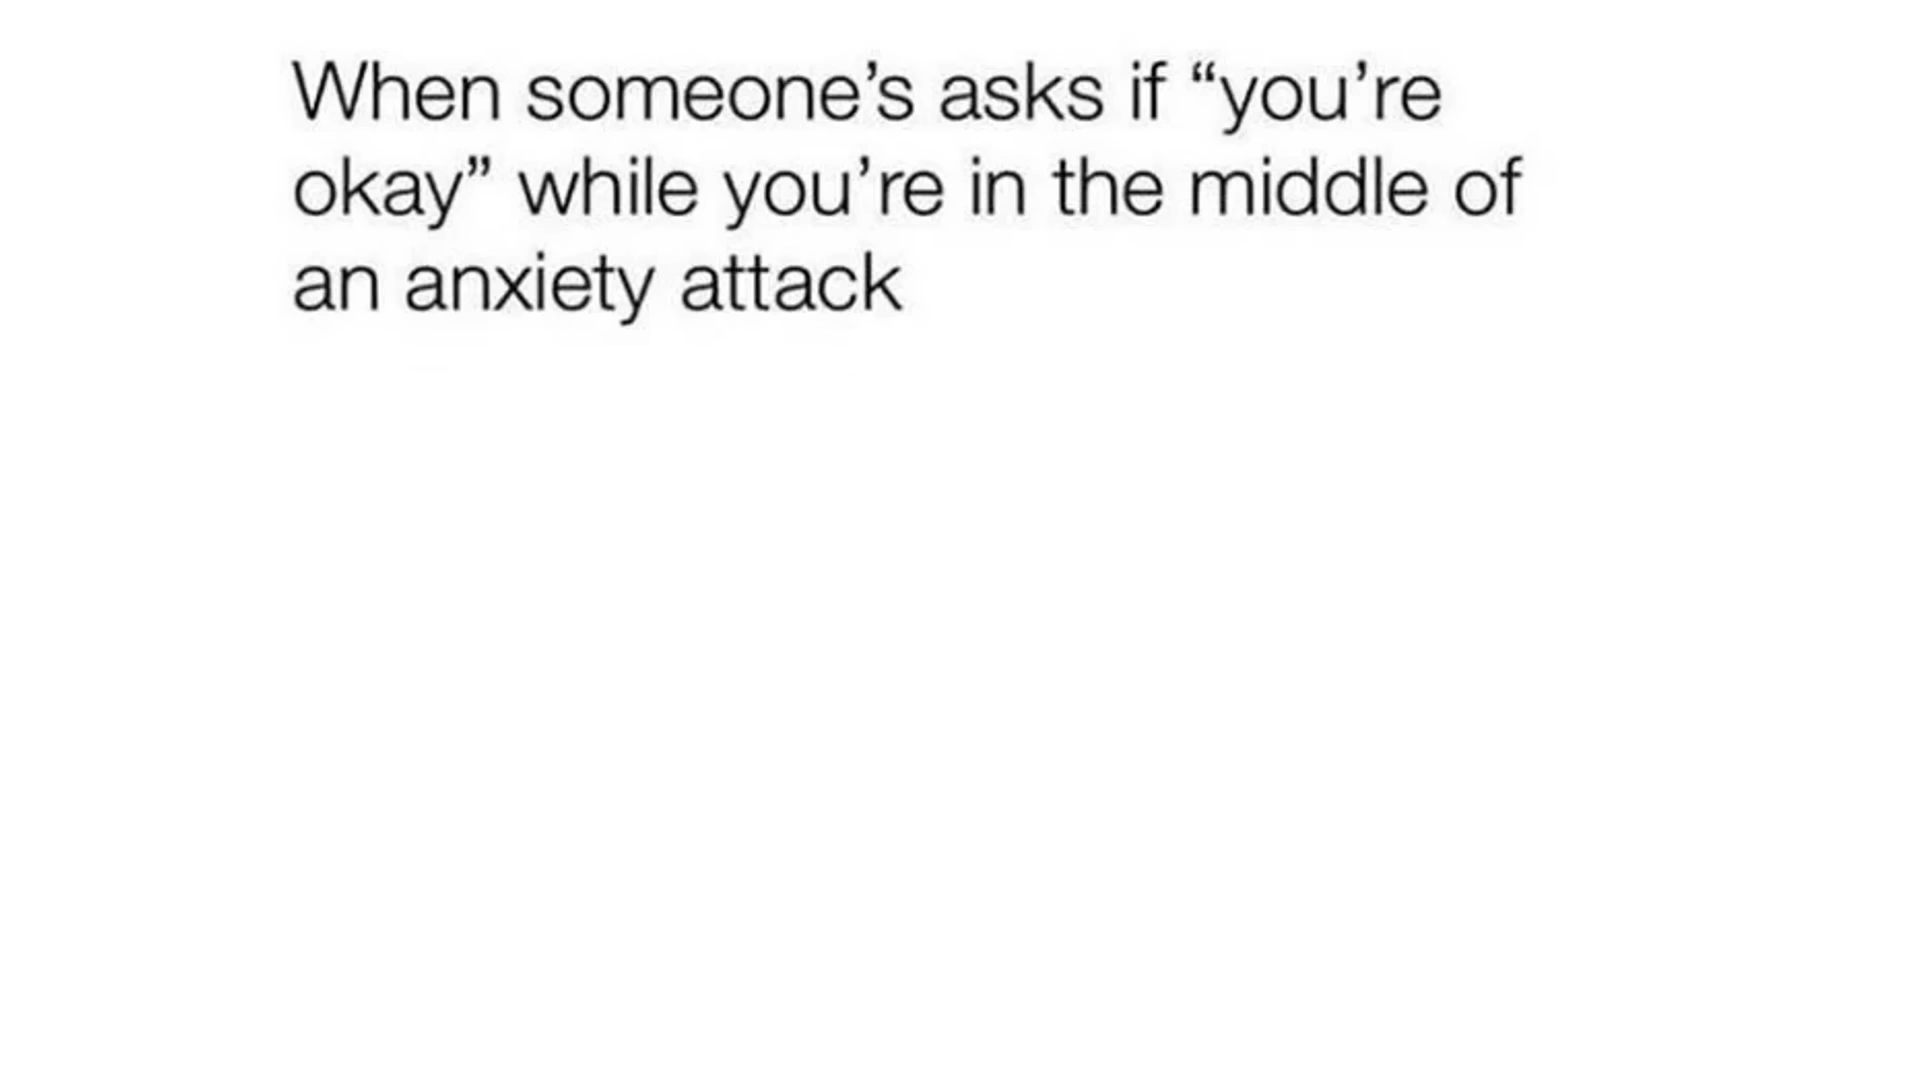 When someone’s asks if “you’re
okay” while you’re in the middle of
an anxiety attack